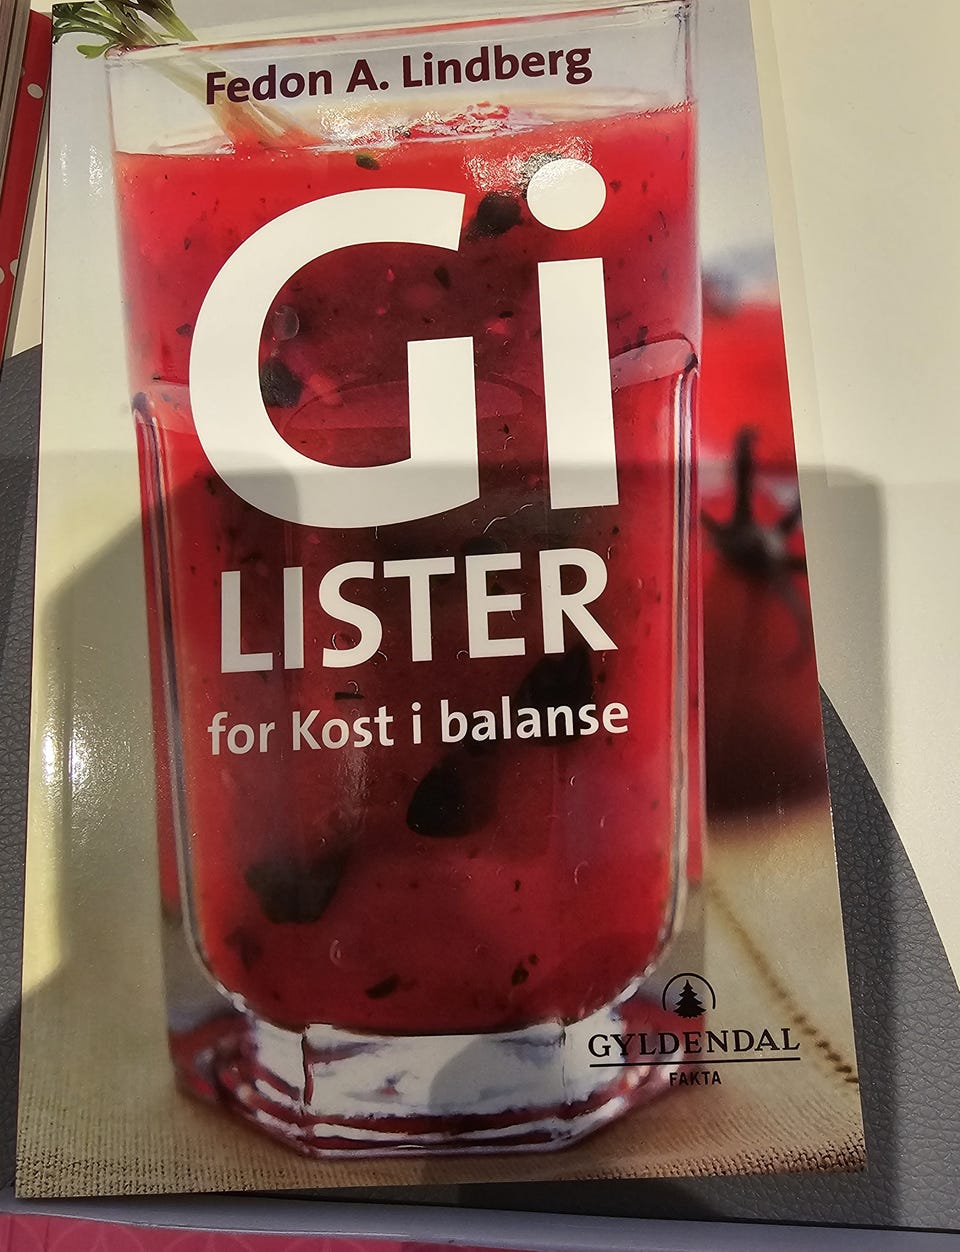 Fedon A. Lindberg
Gi
LISTER
for Kost i balanse
GYLDENDAL
FAKTA